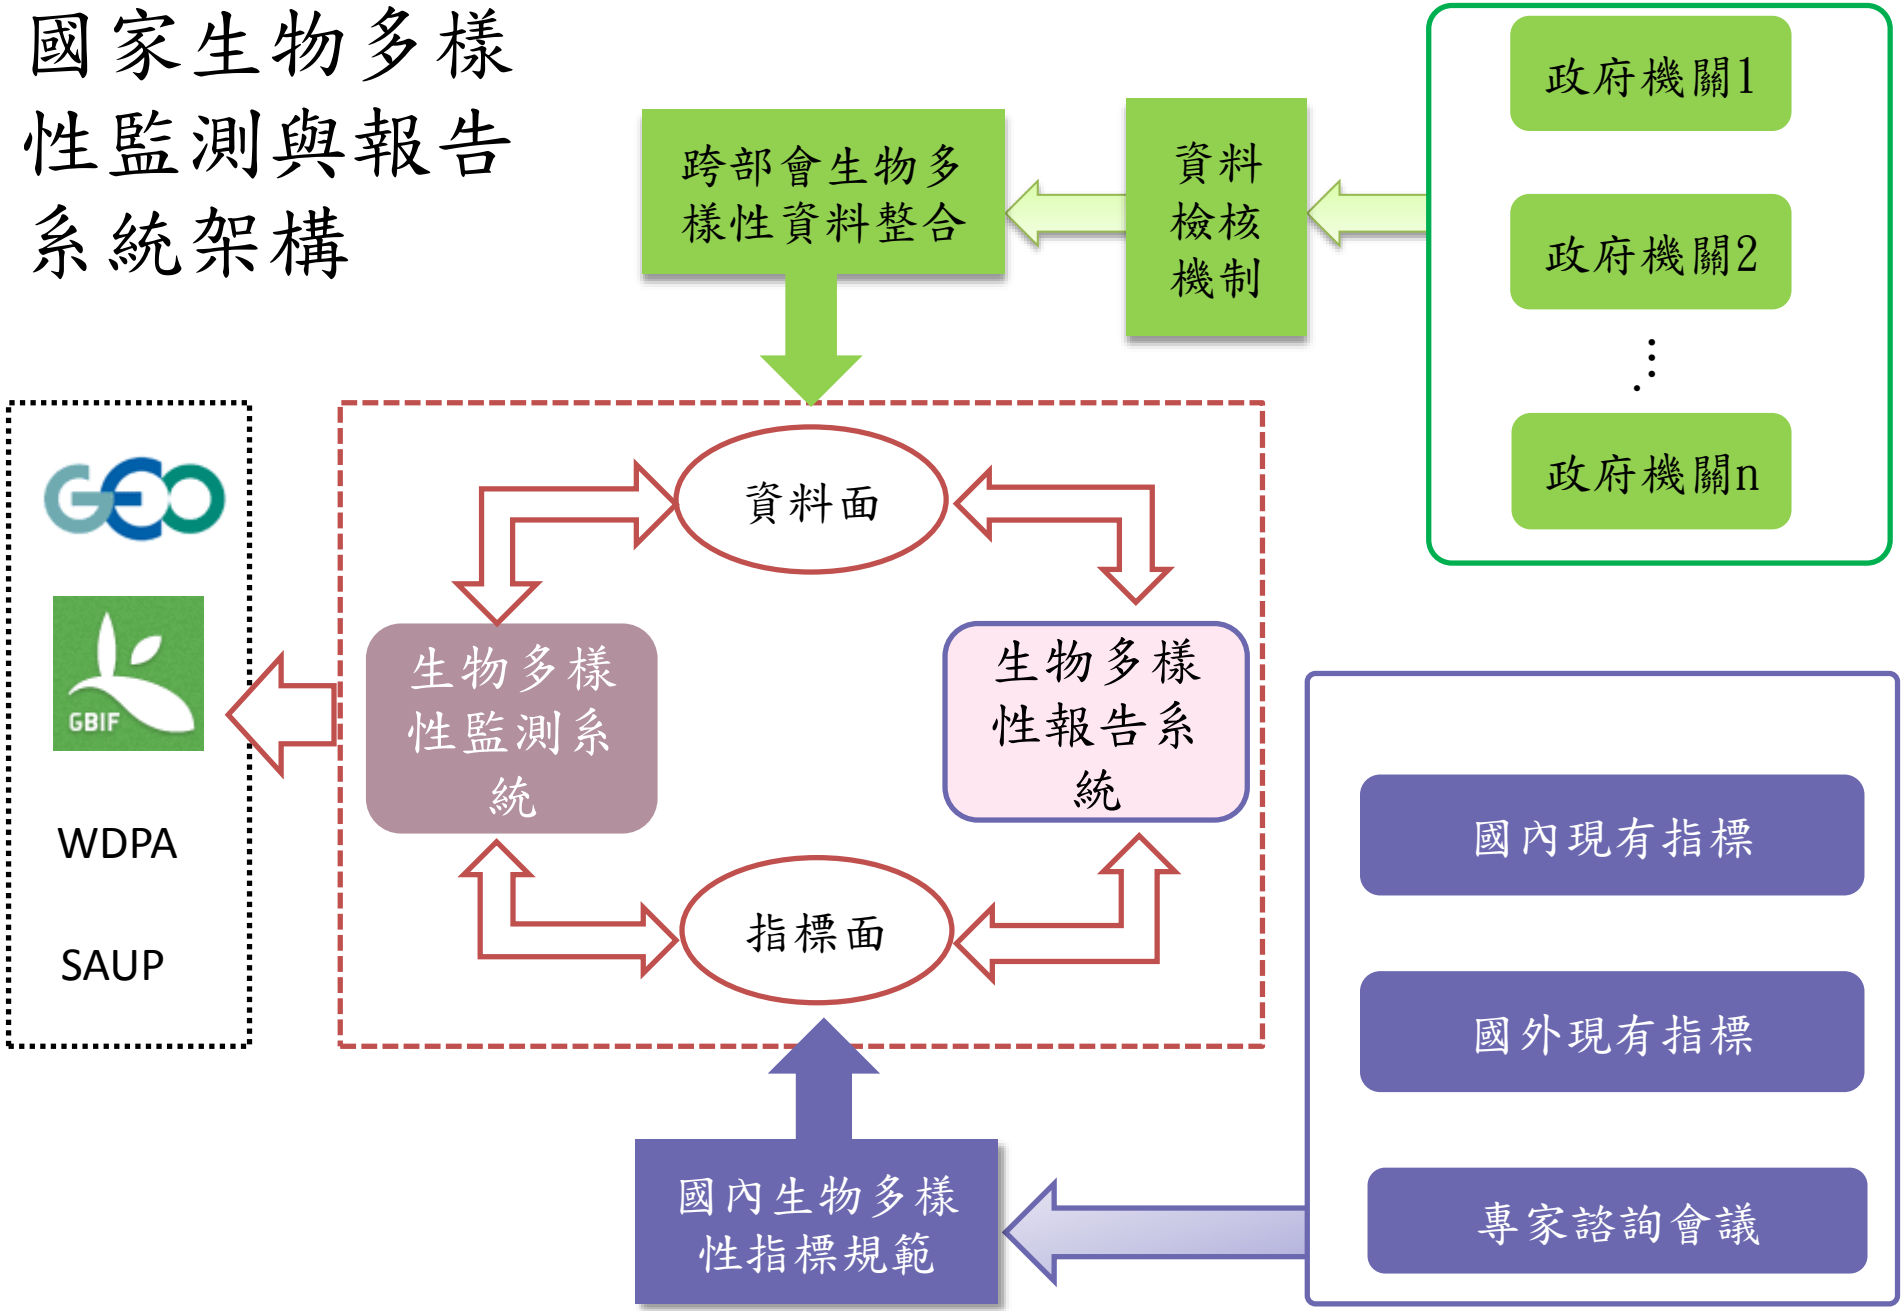 國家生物多樣
性監測與報告
系統架構
跨部會生物多
樣性資料整合
資料
檢核
機制
政府機關1
政府機關2
政府機關n
GEO
GBIF
WDPA
SAUP
資料面
生物多樣
性監測系
統
生物多樣
性報告系
統
指標面
國內生物多樣
性指標規範
國內現有指標
國外現有指標
專家諮詢會議